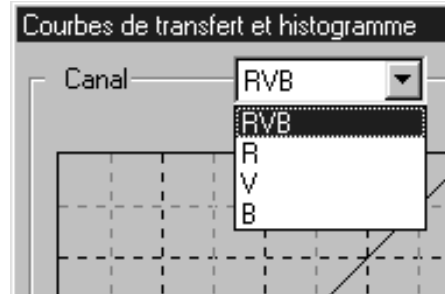 Courbes de transfert et histogramme
Canal RVB
RVB
R
V
B